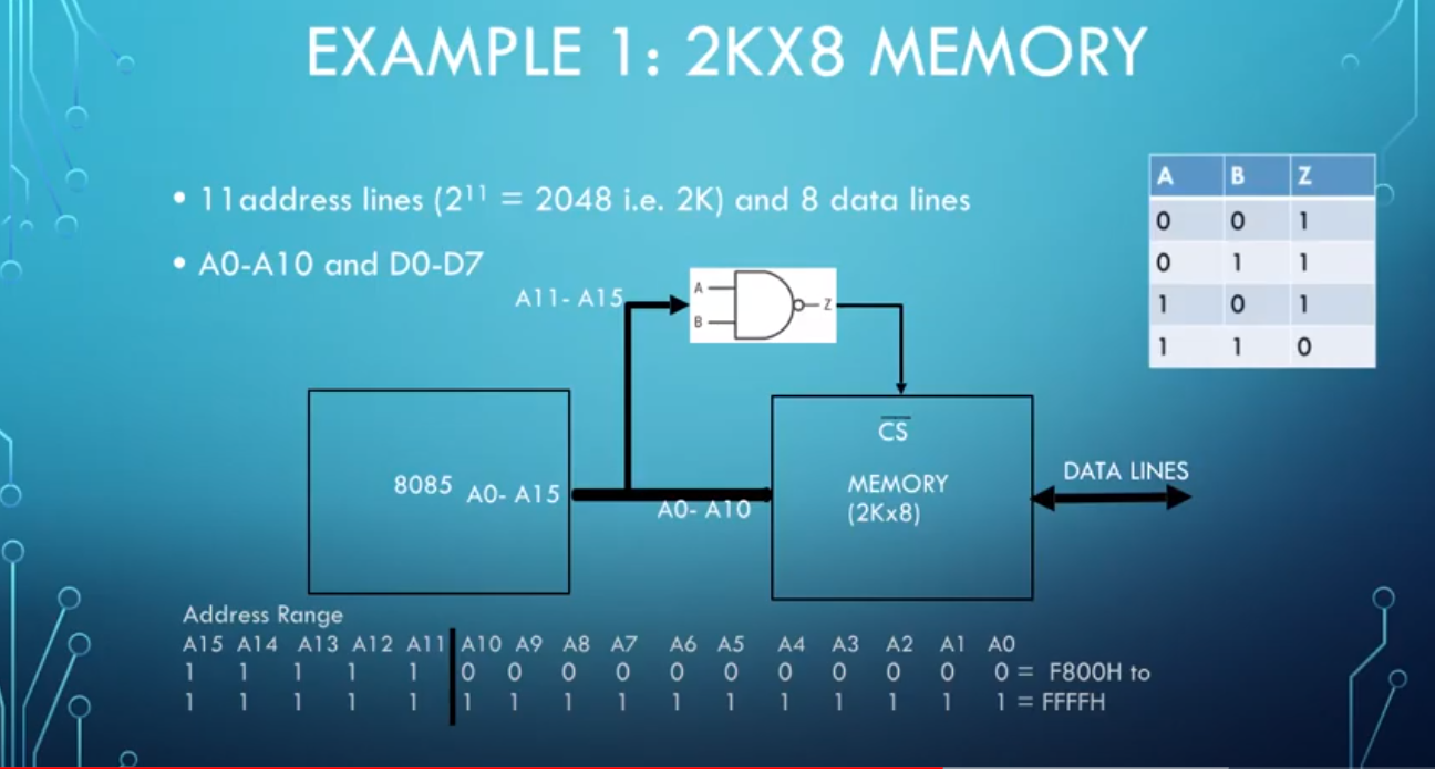 EXAMPLE 1: 2KX8 MEMORY
• 11address lines (2¹¹ = 2048 i.e. 2K) and 8 data lines
• A0-A10 and D0-D7
A B Z
0 0 1
0 1 1
1 0 1
1 1 0
A11- A15
A
B
Z
8085
A0- A15
A0- A10
C̅S̅
MEMORY
(2Kx8)
DATA LINES
Address Range
A15 A14 A13 A12 A11 A10 A9 A8 A7 A6 A5 A4 A3 A2 A1 A0
1 1 1 1 1 0 0 0 0 0 0 0 0 0 0 0 = F800H to
1 1 1 1 1 1 1 1 1 1 1 1 1 1 1 1 = FFFFH